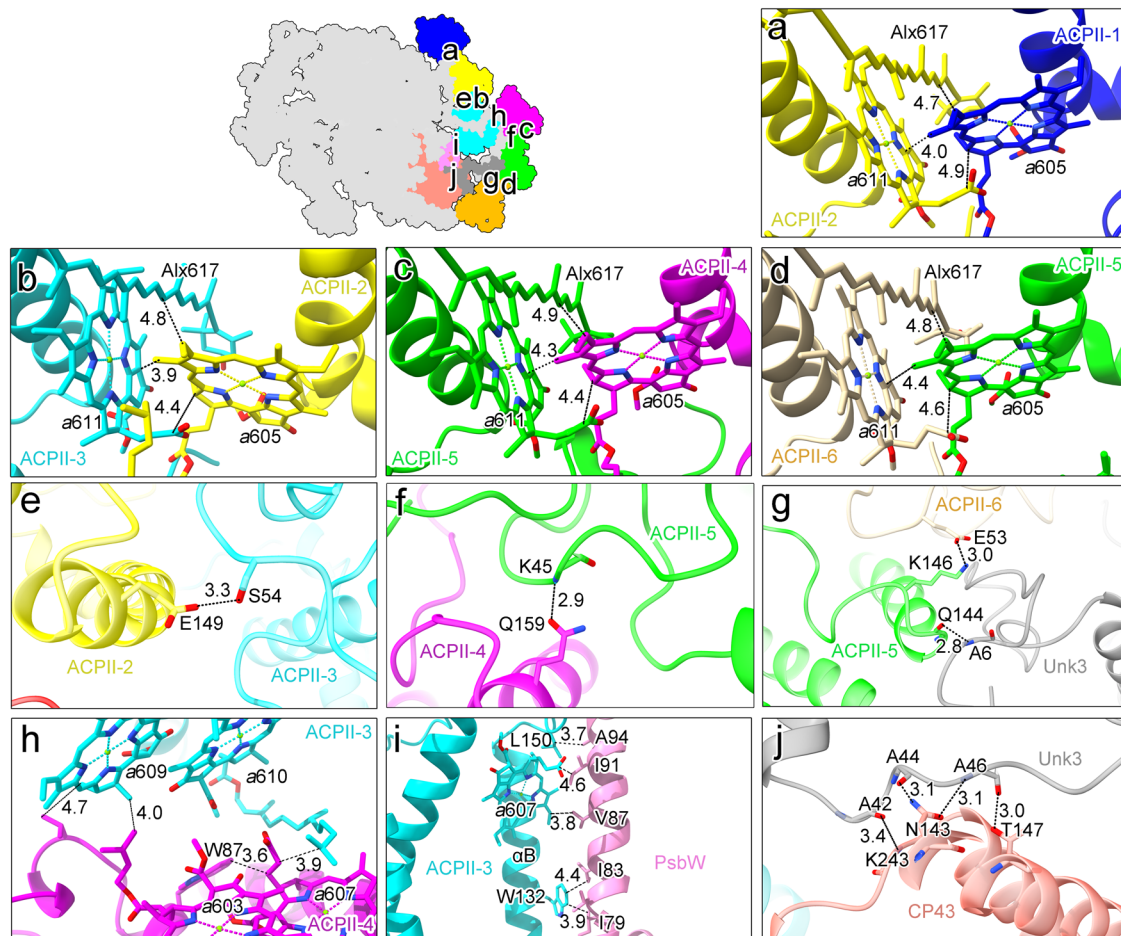 a
e b
h
f c
i
j
g d
a
Alx617
ACPII-1
4.7
4.0
4.9
a611
a605
ACPII-2
b
Alx617
ACPII-2
4.8
3.9
4.4
a611
a605
ACPII-3
c
Alx617
ACPII-4
4.9
4.3
4.4
a611
a605
ACPII-5
d
Alx617
ACPII-5
4.8
4.4
4.6
a611
a605
ACPII-6
e
3.3
S54
E149
ACPII-2
ACPII-3
f
ACPII-5
K45
2.9
Q159
ACPII-4
g
ACPII-6
E53
3.0
K146
Q144
2.8
A6
ACPII-5
Unk3
h
ACPII-3
a609
a610
4.7
4.0
W87
3.6
3.9
a603
a607
ACPII-4
i
L150
3.7
A94
I91
4.6
a607
3.8
V87
ACPII-3
αB
PsbW
4.4
I83
W132
3.9
I79
j
A44
A46
Unk3
3.1
A42
3.1
3.0
3.4
N143
T147
K243
CP43